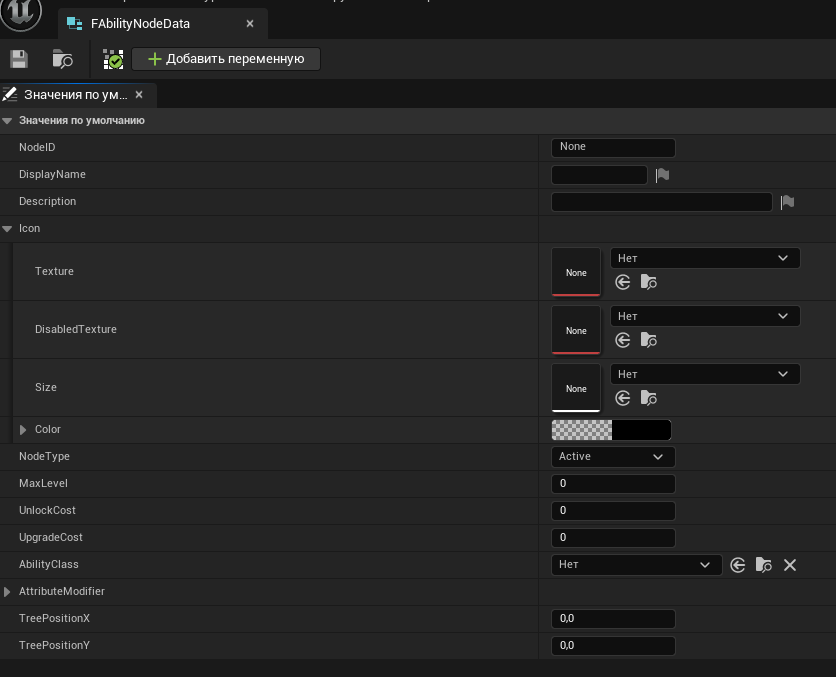 FAbilityNodeData
Добавить переменную
Значения по ум...
Значения по умолчанию
NodeID None
DisplayName
Description
Icon
Texture None Нет
DisabledTexture None Нет
Size None Нет
Color
NodeType Active
MaxLevel 0
UnlockCost 0
UpgradeCost 0
AbilityClass Нет
AttributeModifier
TreePositionX 0,0
TreePositionY 0,0